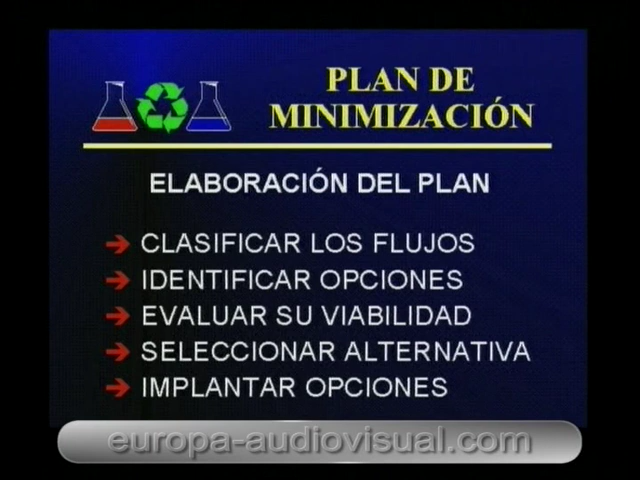 PLAN DE
MINIMIZACIÓN
ELABORACIÓN DEL PLAN
CLASIFICAR LOS FLUJOS
IDENTIFICAR OPCIONES
EVALUAR SU VIABILIDAD
SELECCIONAR ALTERNATIVA
IMPLANTAR OPCIONES
europa-audiovisual.com